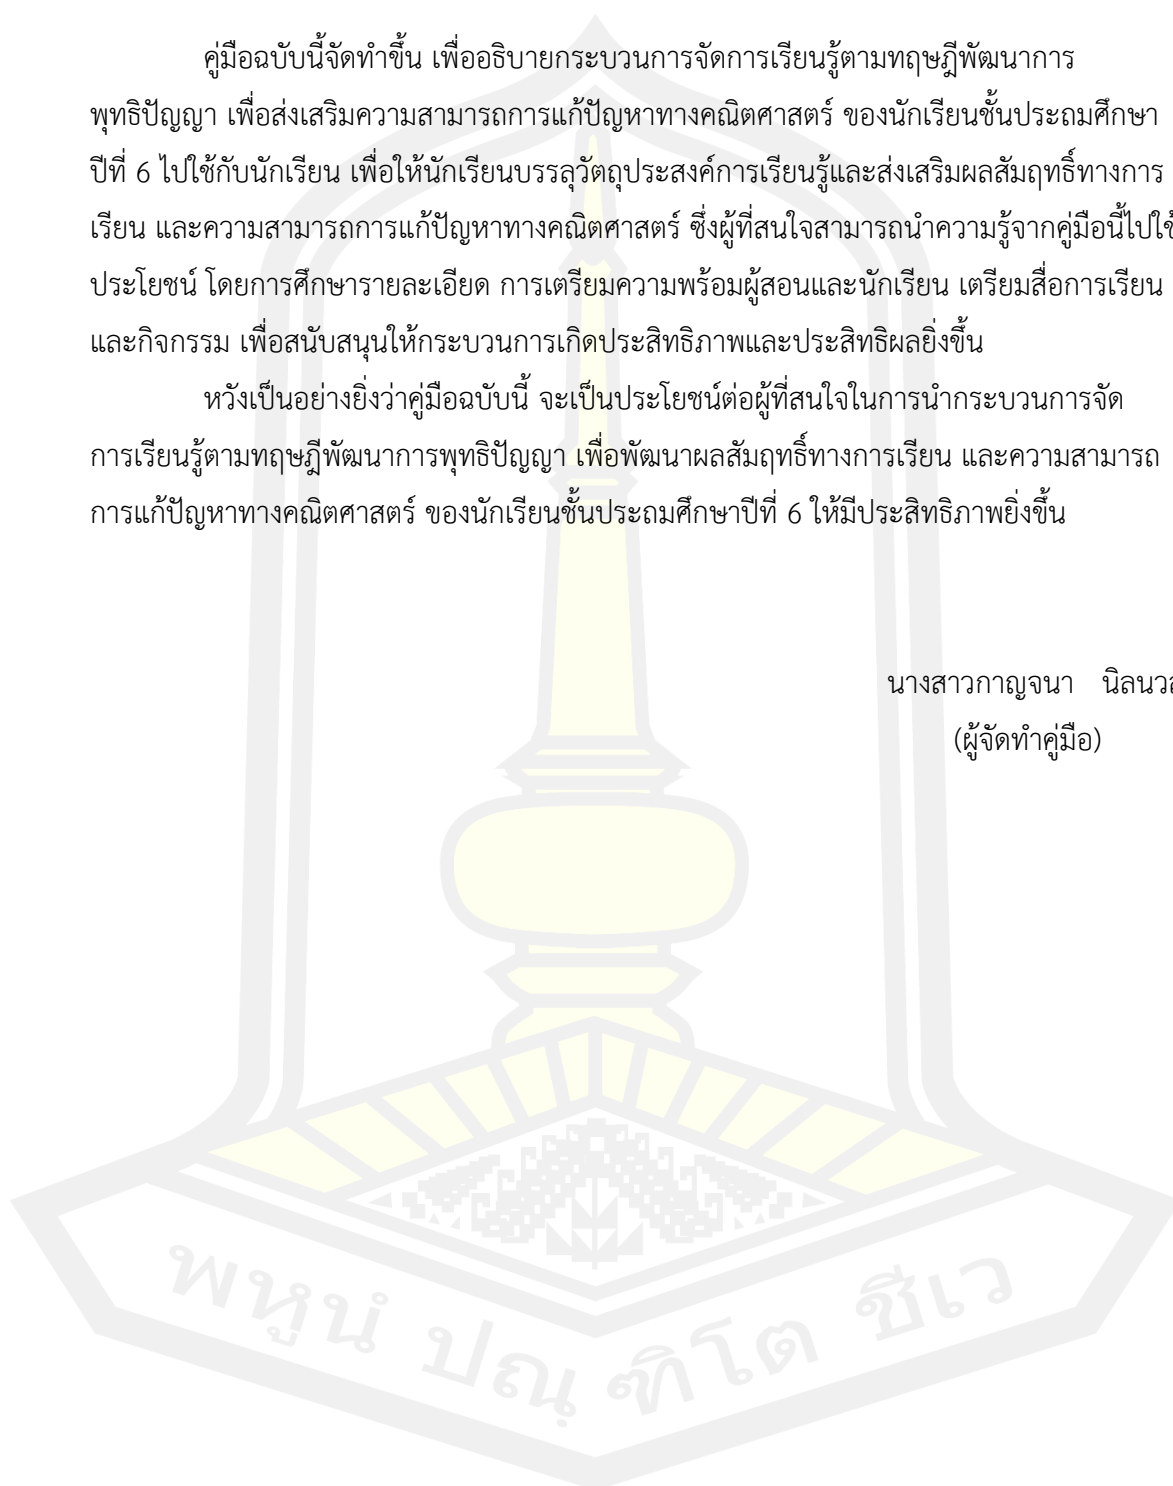 คู่มือฉบับนี้จัดทำขึ้น เพื่ออธิบายกระบวนการจัดการเรียนรู้ตามทฤษฎีพัฒนาการ
พุทธิปัญญา เพื่อส่งเสริมความสามารถการแก้ปัญหาทางคณิตศาสตร์ ของนักเรียนชั้นประถมศึกษา
ปีที่ 6 ไปใช้กับนักเรียน เพื่อให้นักเรียนบรรลุวัตถุประสงค์การเรียนรู้และส่งเสริมผลสัมฤทธิ์ทางการ
เรียน และความสามารถการแก้ปัญหาทางคณิตศาสตร์ ซึ่งผู้ที่สนใจสามารถนำความรู้จากคู่มือนี้ไปใช้
ประโยชน์ โดยการศึกษารายละเอียด การเตรียมความพร้อมผู้สอนและนักเรียน เตรียมสื่อการเรียน
และกิจกรรม เพื่อสนับสนุนให้กระบวนการเกิดประสิทธิภาพและประสิทธิผลยิ่งขึ้น
หวังเป็นอย่างยิ่งว่าคู่มือฉบับนี้ จะเป็นประโยชน์ต่อผู้ที่สนใจในการนำกระบวนการจัด
การเรียนรู้ตามทฤษฎีพัฒนาการพุทธิปัญญา เพื่อพัฒนาผลสัมฤทธิ์ทางการเรียน และความสามารถ
การแก้ปัญหาทางคณิตศาสตร์ ของนักเรียนชั้นประถมศึกษาปีที่ 6 ให้มีประสิทธิภาพยิ่งขึ้น
นางสาวกาญจนา
(ผู้จัดทำคู่มือ)
พหูนํ ปณฺฑิโต ชีเว